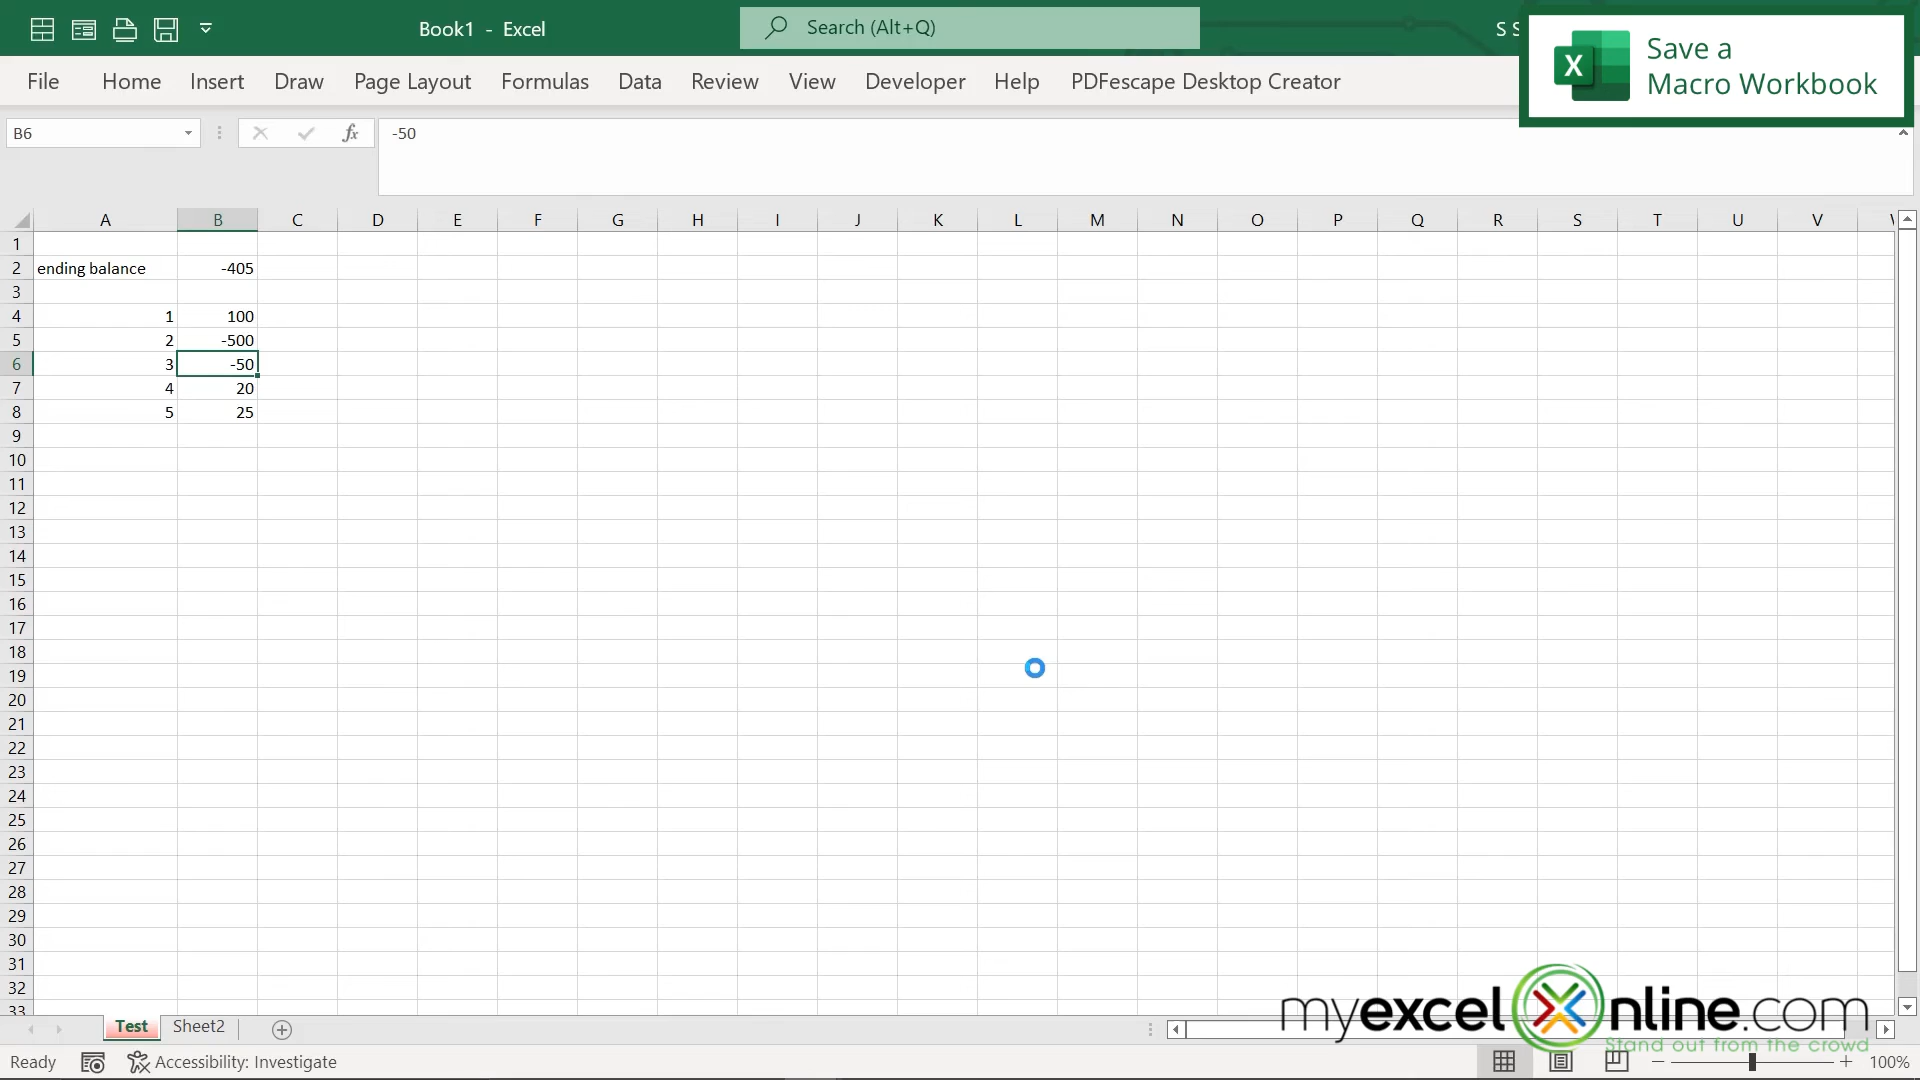 Book1 - Excel
Search (Alt+Q)
S S
Save a
Macro Workbook
File Home Insert Draw Page Layout Formulas Data Review View Developer Help PDFescape Desktop Creator
B6 fx -50
A B C D E F G H I J K L M N O P Q R S T U V
1
2 ending balance -405
3
4 1 100
5 2 -500
6 3 -50
7 4 20
8 5 25
9
10
11
12
13
14
15
16
17
18
19
20
21
22
23
24
25
26
27
28
29
30
31
32
33
myexcelonline.com
Stand out from the crowd
Test Sheet2
Ready Accessibility: Investigate 100%